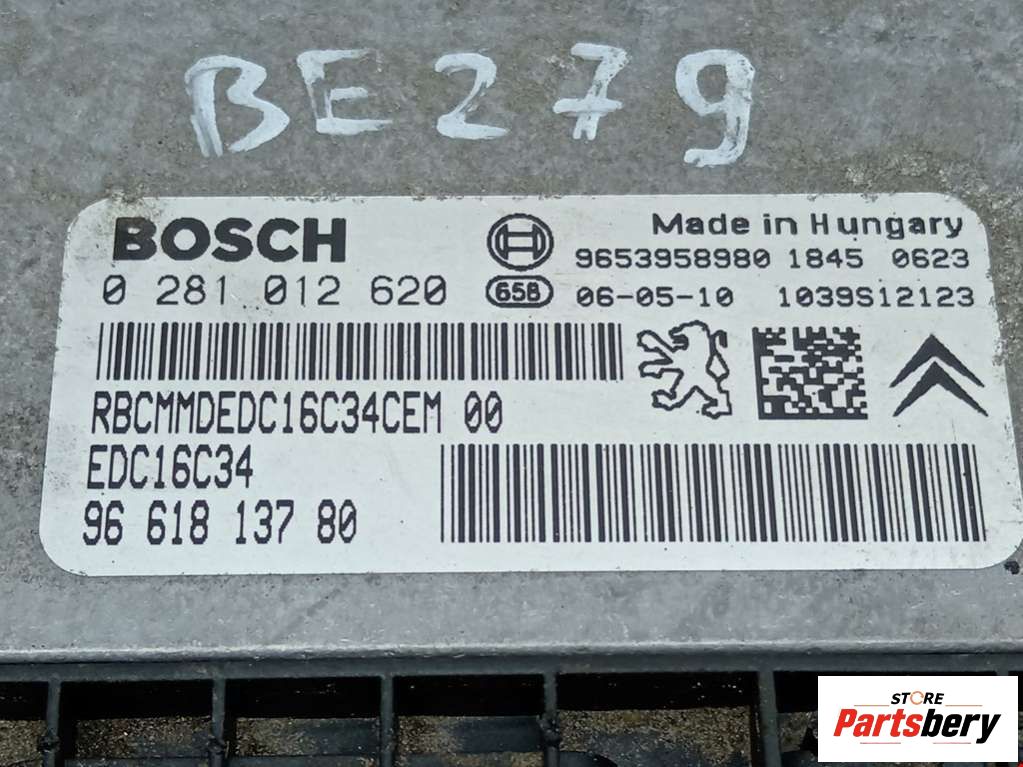 BE279
BOSCH
Made in Hungary
9653958980 1845 0623
0 281 012 620
65B
06-05-10 1039S12123
RBCMMDEDC16C34CEM 00
EDC16C34
96 618 137 80
STORE
Partsbery